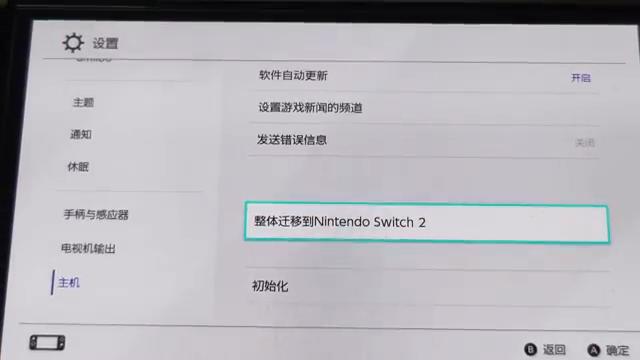 设置
amiibo
主题
通知
休眠
手柄与感应器
电视机输出
主机
软件自动更新
开启
设置游戏新闻的频道
发送错误信息
关闭
整体迁移到Nintendo Switch 2
初始化
B 返回
A 确定